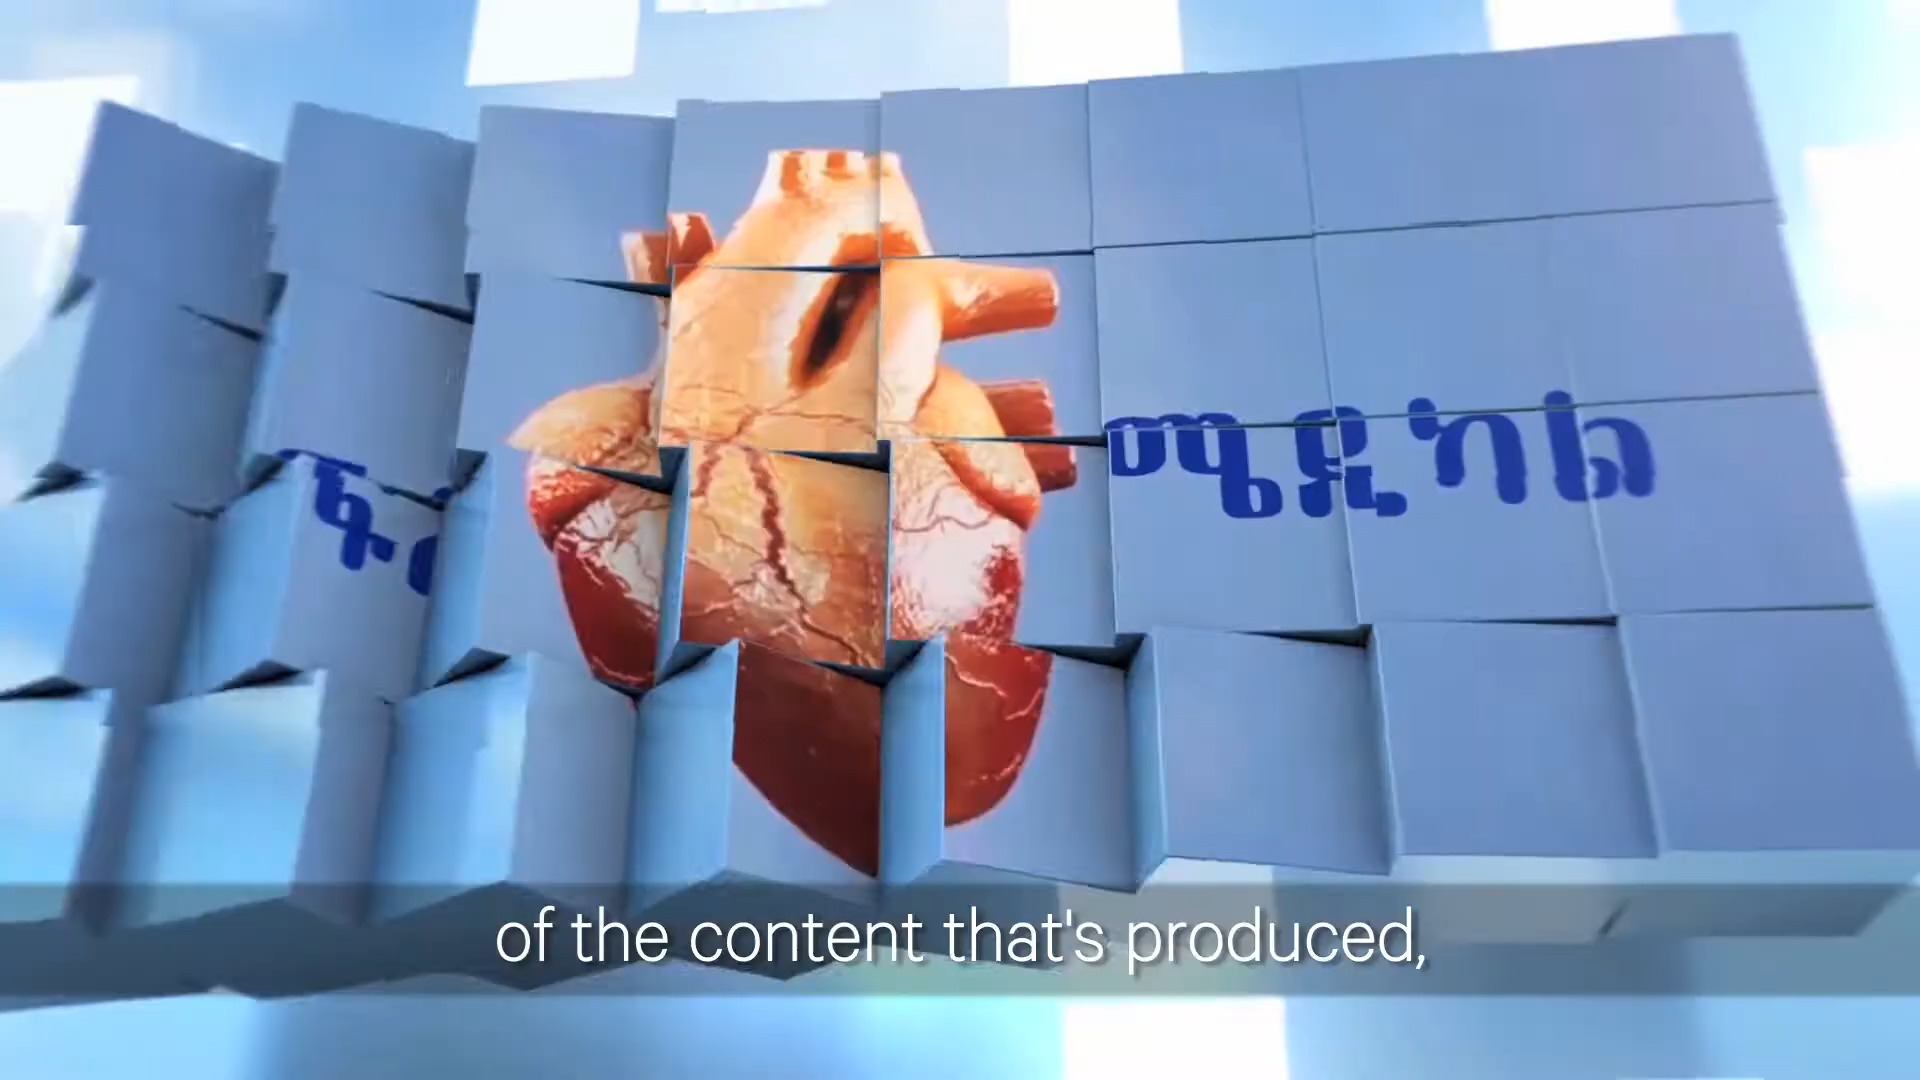 ሜዲካል
of the content that's produced,